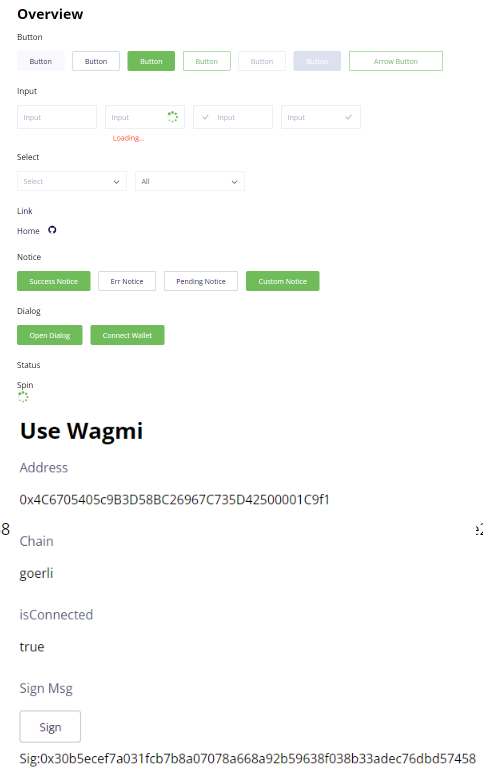 Overview
Button
Button Button Button Button Button Button Arrow Button
Input
Input Input Input Input
Loading...
Select
Select All
Link
Home
Notice
Success Notice Err Notice Pending Notice Custom Notice
Dialog
Open Dialog Connect Wallet
Status
Spin
Use Wagmi
Address
0x4C6705405c9B3D58BC26967C735D42500001C9f1
8 e2
Chain
goerli
isConnected
true
Sign Msg
Sign
Sig:0x30b5ecef7a031fcb7b8a07078a668a92b59638f038b33adec76dbd57458